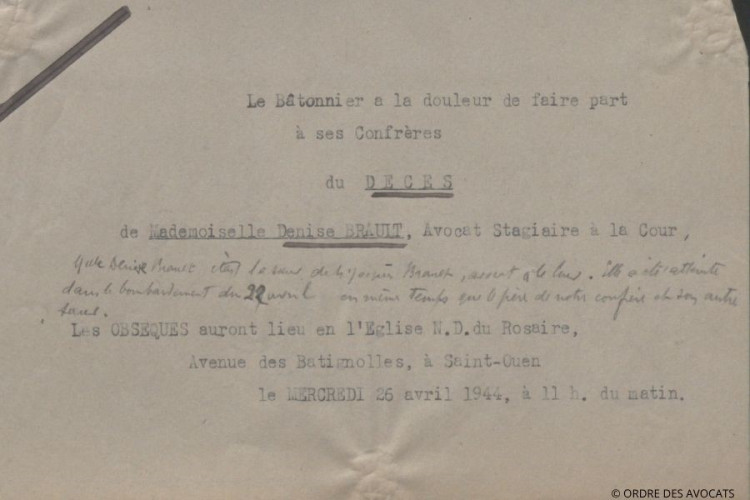 Le Bâtonnier a la douleur de faire part
à ses Confrères
du DECES
de Mademoiselle Denise BRAULT, Avocat Stagiaire à la Cour,
Denise Brault était la sœur de Brault, avocat à la Cour. Elle a été atteinte
dans le bombardement du 22 avril en même temps que le père de notre confrère et son autre
sœur.
Les OBSEQUES auront lieu en l'Eglise N.D.du Rosaire,
Avenue des Batignolles, à Saint-Ouen
le MERCREDI 26 avril 1944, à 11 h. du matin.
© ORDRE DES AVOCATS